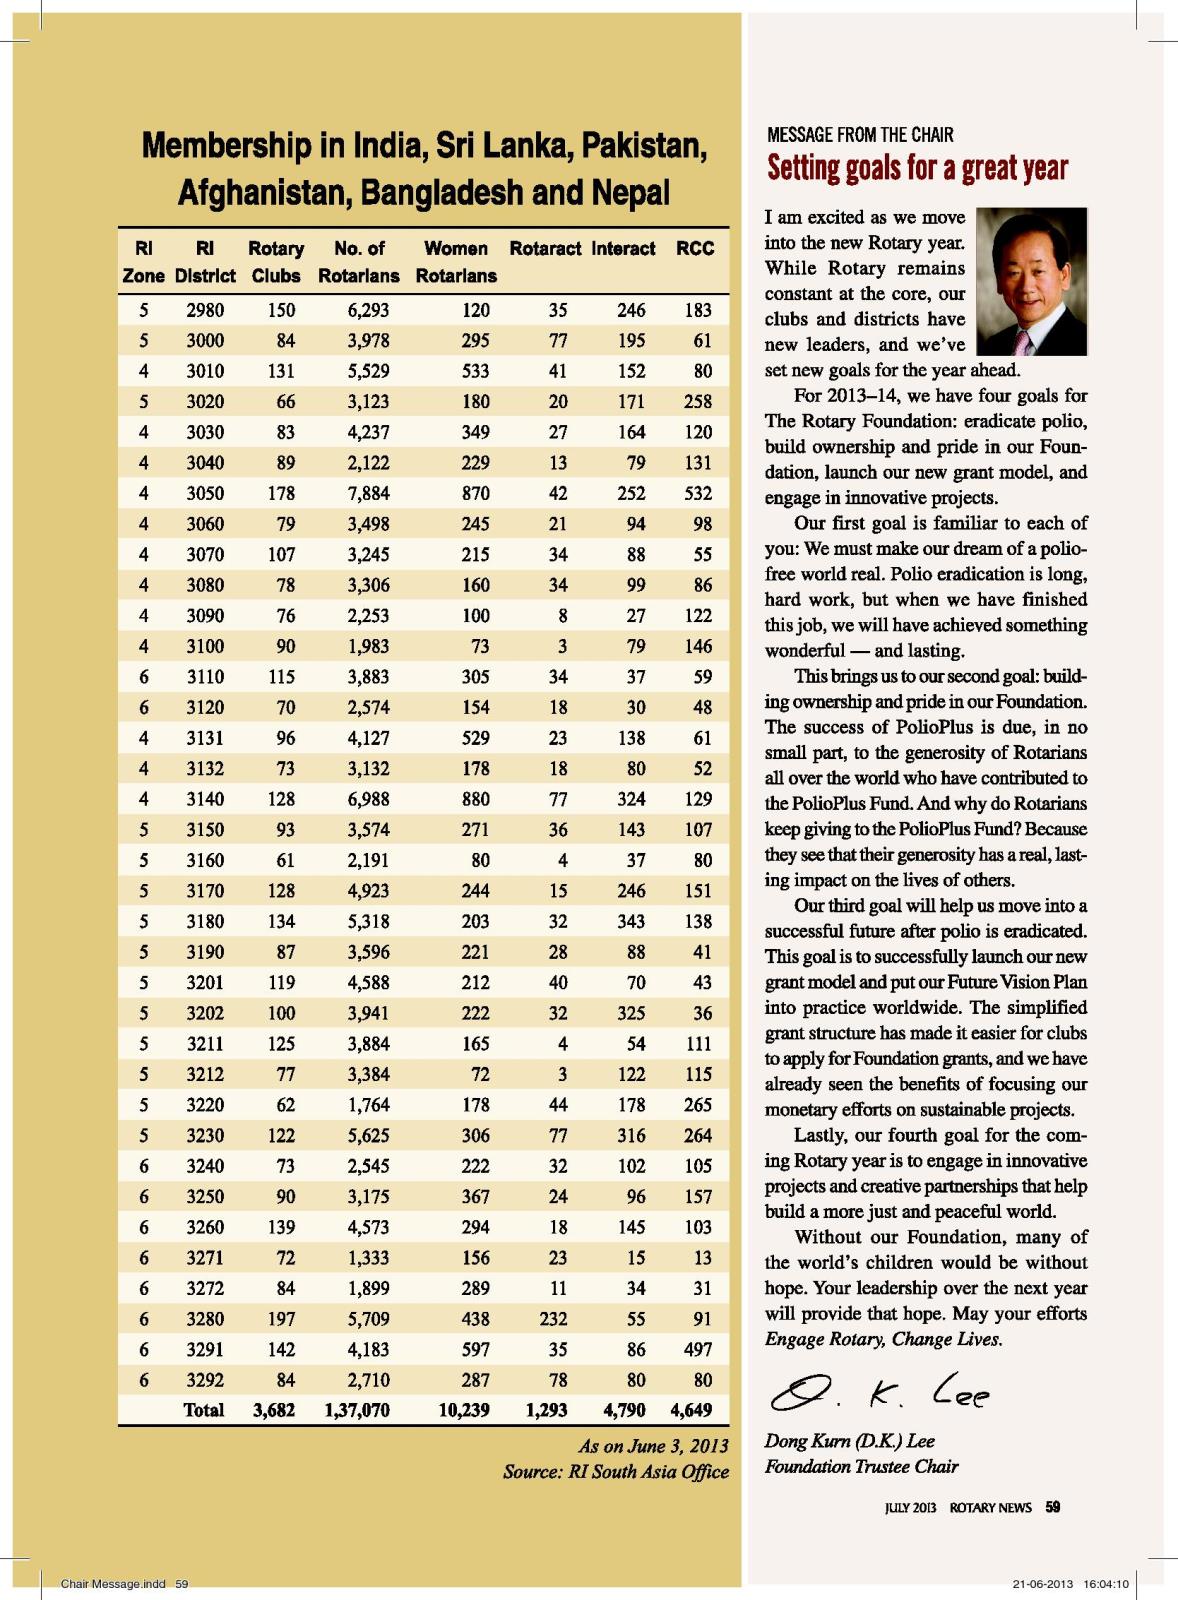 Membership in India, Sri Lanka, Pakistan,
Afghanistan, Bangladesh and Nepal
RI Zone | RI District | Rotary Clubs | No. of Rotarians | Women Rotarians | Rotaract | Interact | RCC
5 2980 150 6,293 120 35 246 183
5 3000 84 3,978 295 77 195 61
4 3010 131 5,529 533 41 152 80
5 3020 66 3,123 180 20 171 258
4 3030 83 4,237 349 27 164 120
4 3040 89 2,122 229 13 79 131
4 3050 178 7,884 870 42 252 532
4 3060 79 3,498 245 21 94 98
4 3070 107 3,245 215 34 88 55
4 3080 78 3,306 160 34 99 86
4 3090 76 2,253 100 8 27 122
4 3100 90 1,983 73 3 79 146
6 3110 115 3,883 305 34 37 59
6 3120 70 2,574 154 18 30 48
4 3131 96 4,127 529 23 138 61
4 3132 73 3,132 178 18 80 52
4 3140 128 6,988 880 77 324 129
5 3150 93 3,574 271 36 143 107
5 3160 61 2,191 80 4 37 80
5 3170 128 4,923 244 15 246 151
5 3180 134 5,318 203 32 343 138
5 3190 87 3,596 221 28 88 41
5 3201 119 4,588 212 40 70 43
5 3202 100 3,941 222 32 325 36
5 3211 125 3,884 165 4 54 111
5 3212 77 3,384 72 3 122 115
5 3220 62 1,764 178 44 178 265
5 3230 122 5,625 306 77 316 264
6 3240 73 2,545 222 32 102 105
6 3250 90 3,175 367 24 96 157
6 3260 139 4,573 294 18 145 103
6 3271 72 1,333 156 23 15 13
6 3272 84 1,899 289 11 34 31
6 3280 197 5,709 438 232 55 91
6 3291 142 4,183 597 35 86 497
6 3292 84 2,710 287 78 80 80
Total 3,682 1,37,070 10,239 1,293 4,790 4,649
As on June 3, 2013
Source: RI South Asia Office
MESSAGE FROM THE CHAIR
Setting goals for a great year
I am excited as we move
into the new Rotary year.
While Rotary remains
constant at the core, our
clubs and districts have
new leaders, and we've
set new goals for the year ahead.
For 2013–14, we have four goals for
The Rotary Foundation: eradicate polio,
build ownership and pride in our Foun-
dation, launch our new grant model, and
engage in innovative projects.
Our first goal is familiar to each of
you: We must make our dream of a polio-
free world real. Polio eradication is long,
hard work, but when we have finished
this job, we will have achieved something
wonderful — and lasting.
This brings us to our second goal: build-
ing ownership and pride in our Foundation.
The success of PolioPlus is due, in no
small part, to the generosity of Rotarians
all over the world who have contributed to
the PolioPlus Fund. And why do Rotarians
keep giving to the PolioPlus Fund? Because
they see that their generosity has a real, last-
ing impact on the lives of others.
Our third goal will help us move into a
successful future after polio is eradicated.
This goal is to successfully launch our new
grant model and put our Future Vision Plan
into practice worldwide. The simplified
grant structure has made it easier for clubs
to apply for Foundation grants, and we have
already seen the benefits of focusing our
monetary efforts on sustainable projects.
Lastly, our fourth goal for the com-
ing Rotary year is to engage in innovative
projects and creative partnerships that help
build a more just and peaceful world.
Without our Foundation, many of
the world's children would be without
hope. Your leadership over the next year
will provide that hope. May your efforts
Engage Rotary, Change Lives.
D. K. Lee
Dong Kurn (D.K.) Lee
Foundation Trustee Chair
JULY 2013 ROTARY NEWS 59
Chair Message.indd 59
21-06-2013 16:04:10